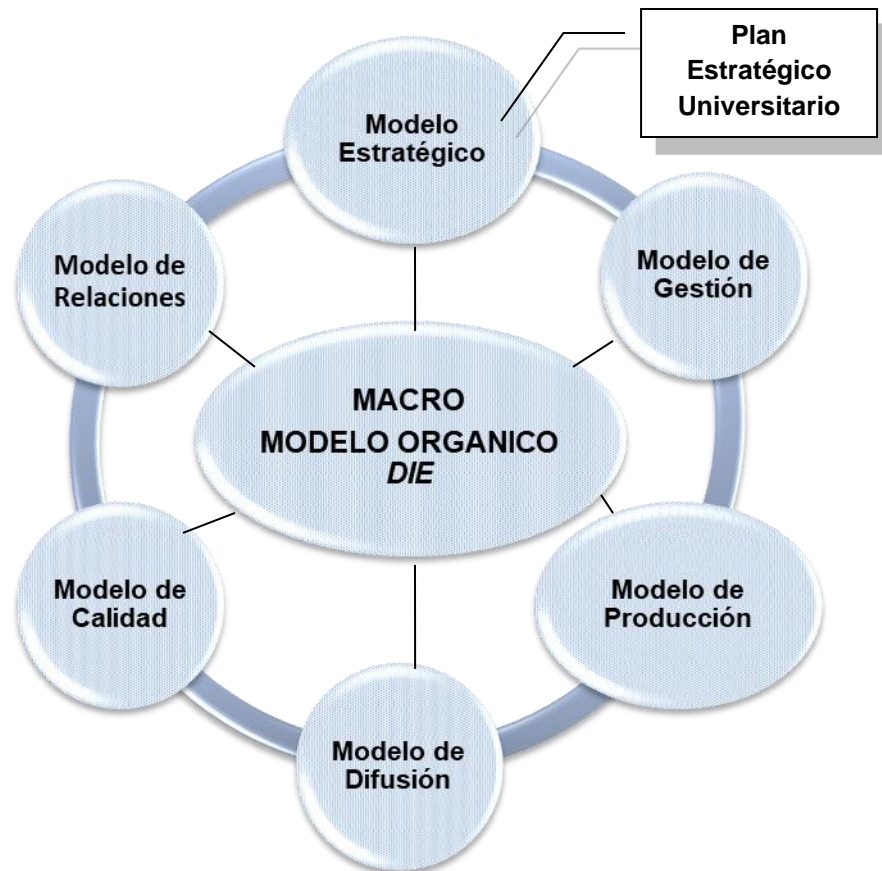 Plan
Estratégico
Universitario
Modelo
Estratégico
Modelo de
Relaciones
Modelo de
Gestión
MACRO
MODELO ORGANICO
DIE
Modelo de
Calidad
Modelo de
Producción
Modelo de
Difusión